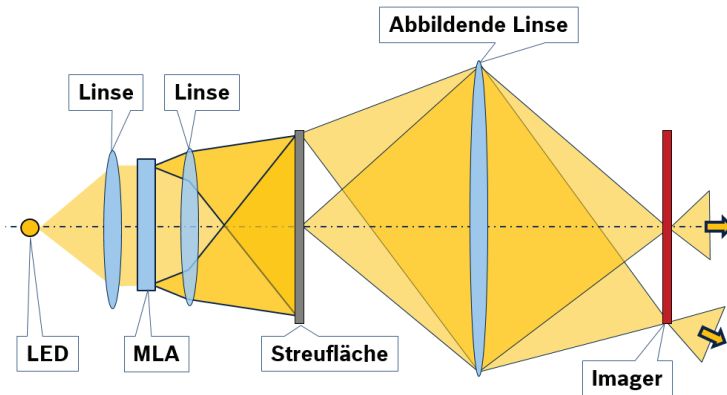 Abbildende Linse
Linse
Linse
LED
MLA
Streufläche
Imager